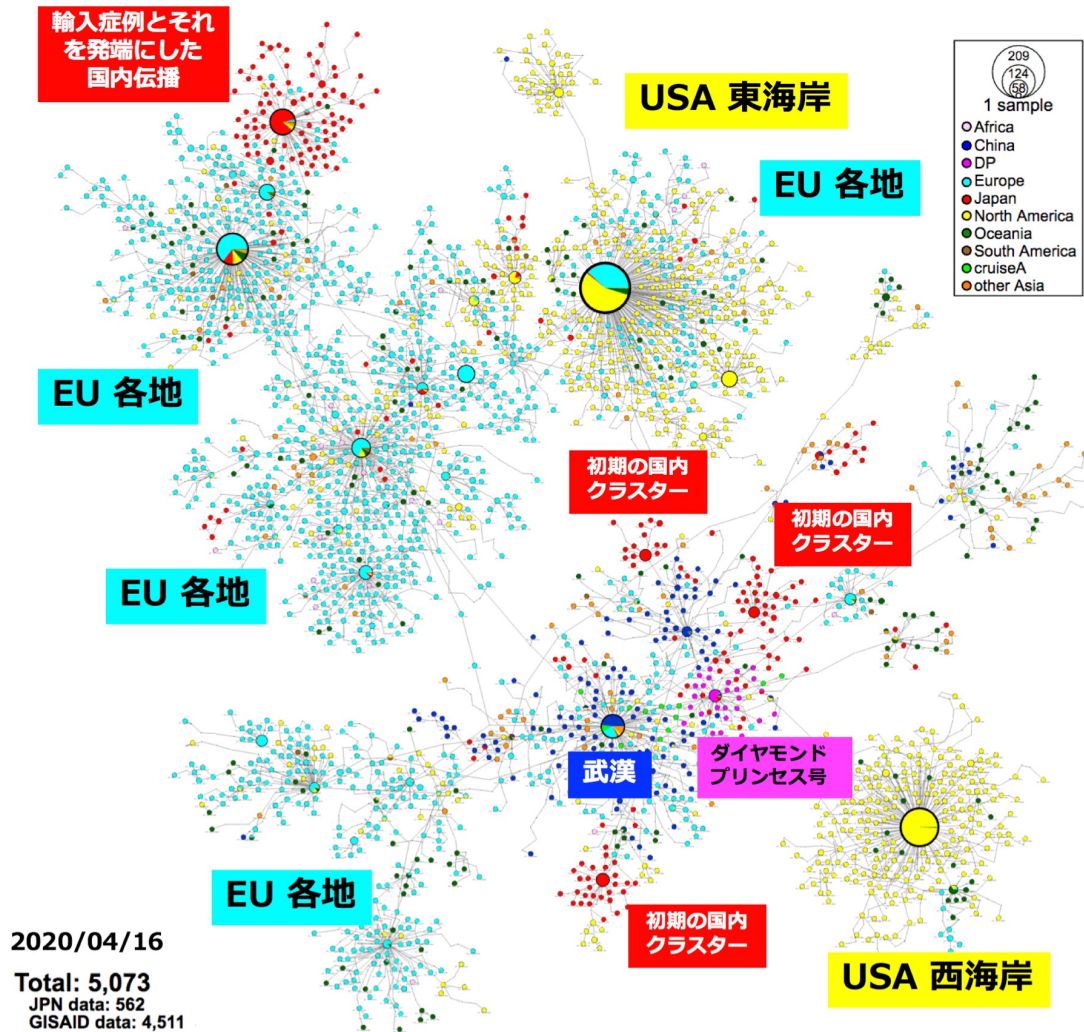 輸入症例とそれ
を発端にした
国内伝播
USA 東海岸
EU 各地
209
124
58
1 sample
Africa
China
DP
Europe
Japan
North America
Oceania
South America
cruiseA
other Asia
EU 各地
初期の国内
クラスター
初期の国内
クラスター
EU 各地
武漢
ダイヤモンド
プリンセス号
EU 各地
初期の国内
クラスター
USA 西海岸
2020/04/16
Total: 5,073
JPN data: 562
GISAID data: 4,511